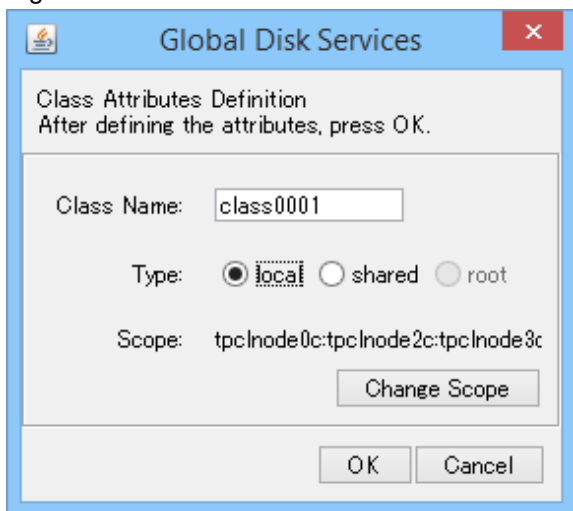 Global Disk Services
Class Attributes Definition
After defining the attributes, press OK.
Class Name: class0001
Type: local shared root
Scope: tpclnode0c:tpclnode2c:tpclnode3c
Change Scope
OK Cancel